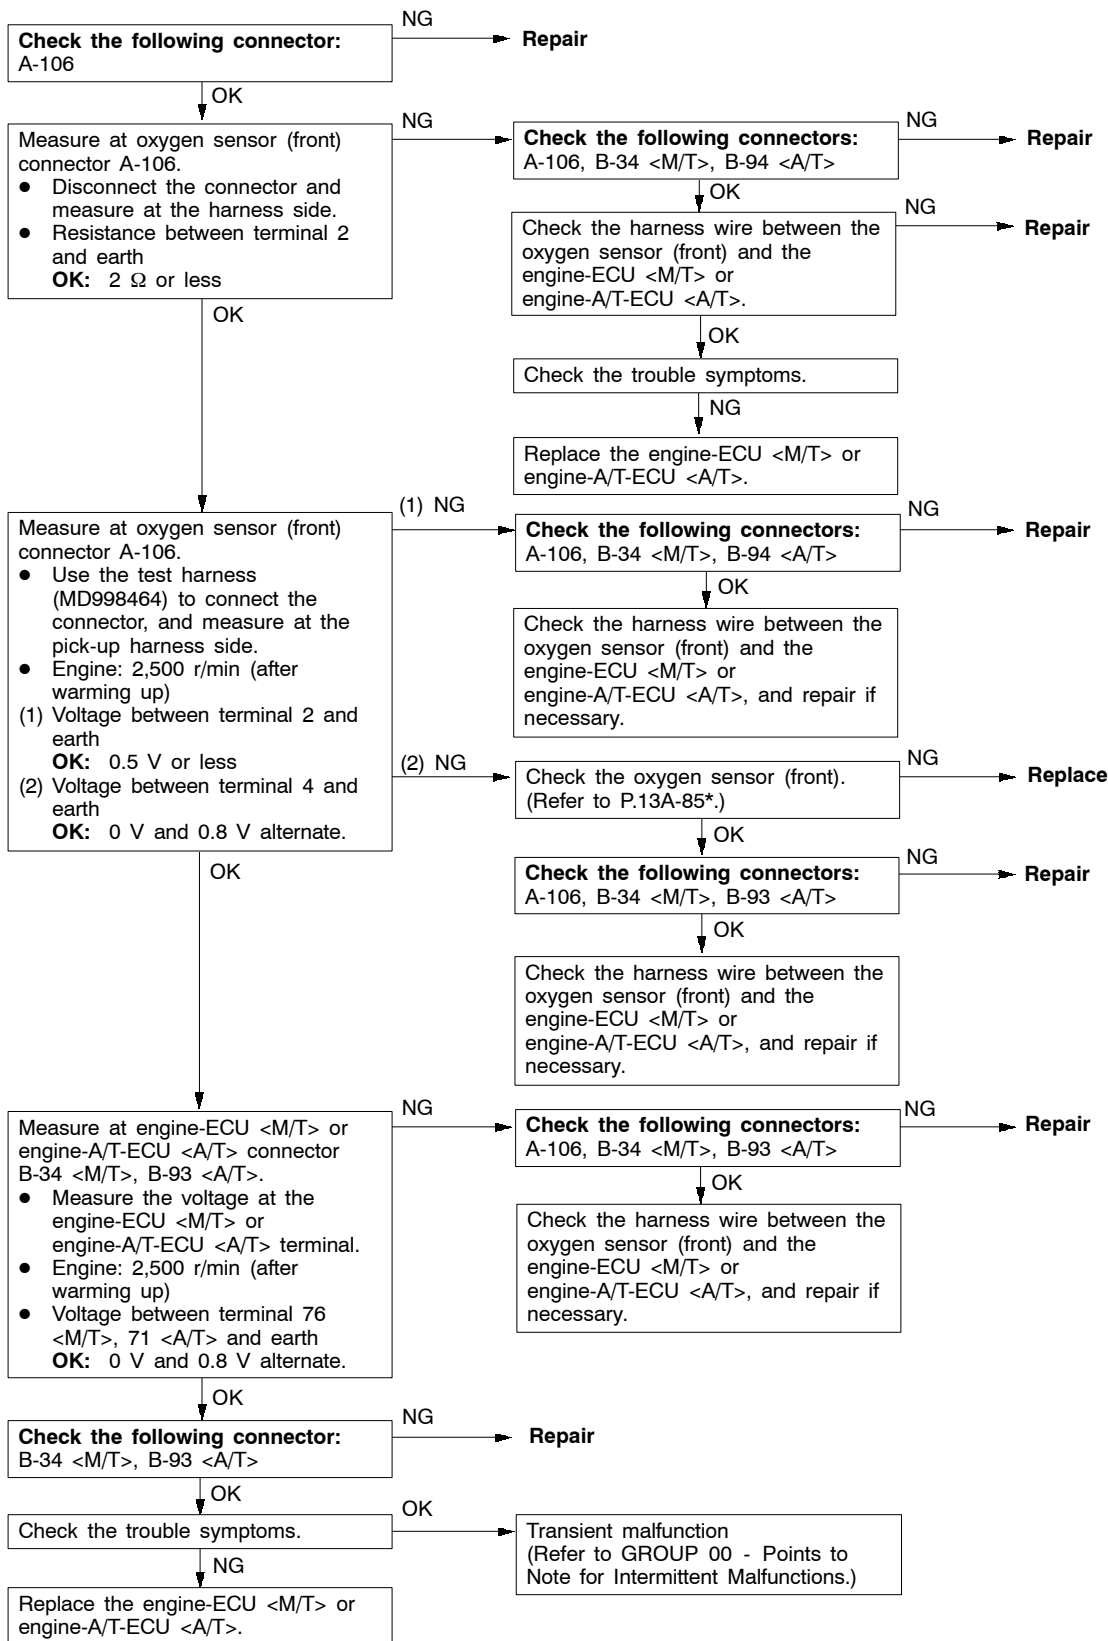 NG
Check the following connector:
A-106
Repair
OK
Measure at oxygen sensor (front)
connector A-106.
● Disconnect the connector and
measure at the harness side.
● Resistance between terminal 2
and earth
OK: 2 Ω or less
NG
Check the following connectors:
A-106, B-34 <M/T>, B-94 <A/T>
NG
Repair
OK
Check the harness wire between the
oxygen sensor (front) and the
engine-ECU <M/T> or
engine-A/T-ECU <A/T>.
NG
Repair
OK
Check the trouble symptoms.
NG
Replace the engine-ECU <M/T> or
engine-A/T-ECU <A/T>.
OK
Measure at oxygen sensor (front)
connector A-106.
● Use the test harness
(MD998464) to connect the
connector, and measure at the
pick-up harness side.
● Engine: 2,500 r/min (after
warming up)
(1) Voltage between terminal 2 and
earth
OK: 0.5 V or less
(2) Voltage between terminal 4 and
earth
OK: 0 V and 0.8 V alternate.
(1) NG
Check the following connectors:
A-106, B-34 <M/T>, B-94 <A/T>
NG
Repair
OK
Check the harness wire between the
oxygen sensor (front) and the
engine-ECU <M/T> or
engine-A/T-ECU <A/T>, and repair if
necessary.
(2) NG
Check the oxygen sensor (front).
(Refer to P.13A-85*.)
NG
Replace
OK
Check the following connectors:
A-106, B-34 <M/T>, B-93 <A/T>
NG
Repair
OK
Check the harness wire between the
oxygen sensor (front) and the
engine-ECU <M/T> or
engine-A/T-ECU <A/T>, and repair if
necessary.
OK
Measure at engine-ECU <M/T> or
engine-A/T-ECU <A/T> connector
B-34 <M/T>, B-93 <A/T>.
● Measure the voltage at the
engine-ECU <M/T> or
engine-A/T-ECU <A/T> terminal.
● Engine: 2,500 r/min (after
warming up)
● Voltage between terminal 76
<M/T>, 71 <A/T> and earth
OK: 0 V and 0.8 V alternate.
NG
Check the following connectors:
A-106, B-34 <M/T>, B-93 <A/T>
NG
Repair
OK
Check the harness wire between the
oxygen sensor (front) and the
engine-ECU <M/T> or
engine-A/T-ECU <A/T>, and repair if
necessary.
OK
Check the following connector:
B-34 <M/T>, B-93 <A/T>
NG
Repair
OK
Check the trouble symptoms.
OK
Transient malfunction
(Refer to GROUP 00 - Points to
Note for Intermittent Malfunctions.)
NG
Replace the engine-ECU <M/T> or
engine-A/T-ECU <A/T>.